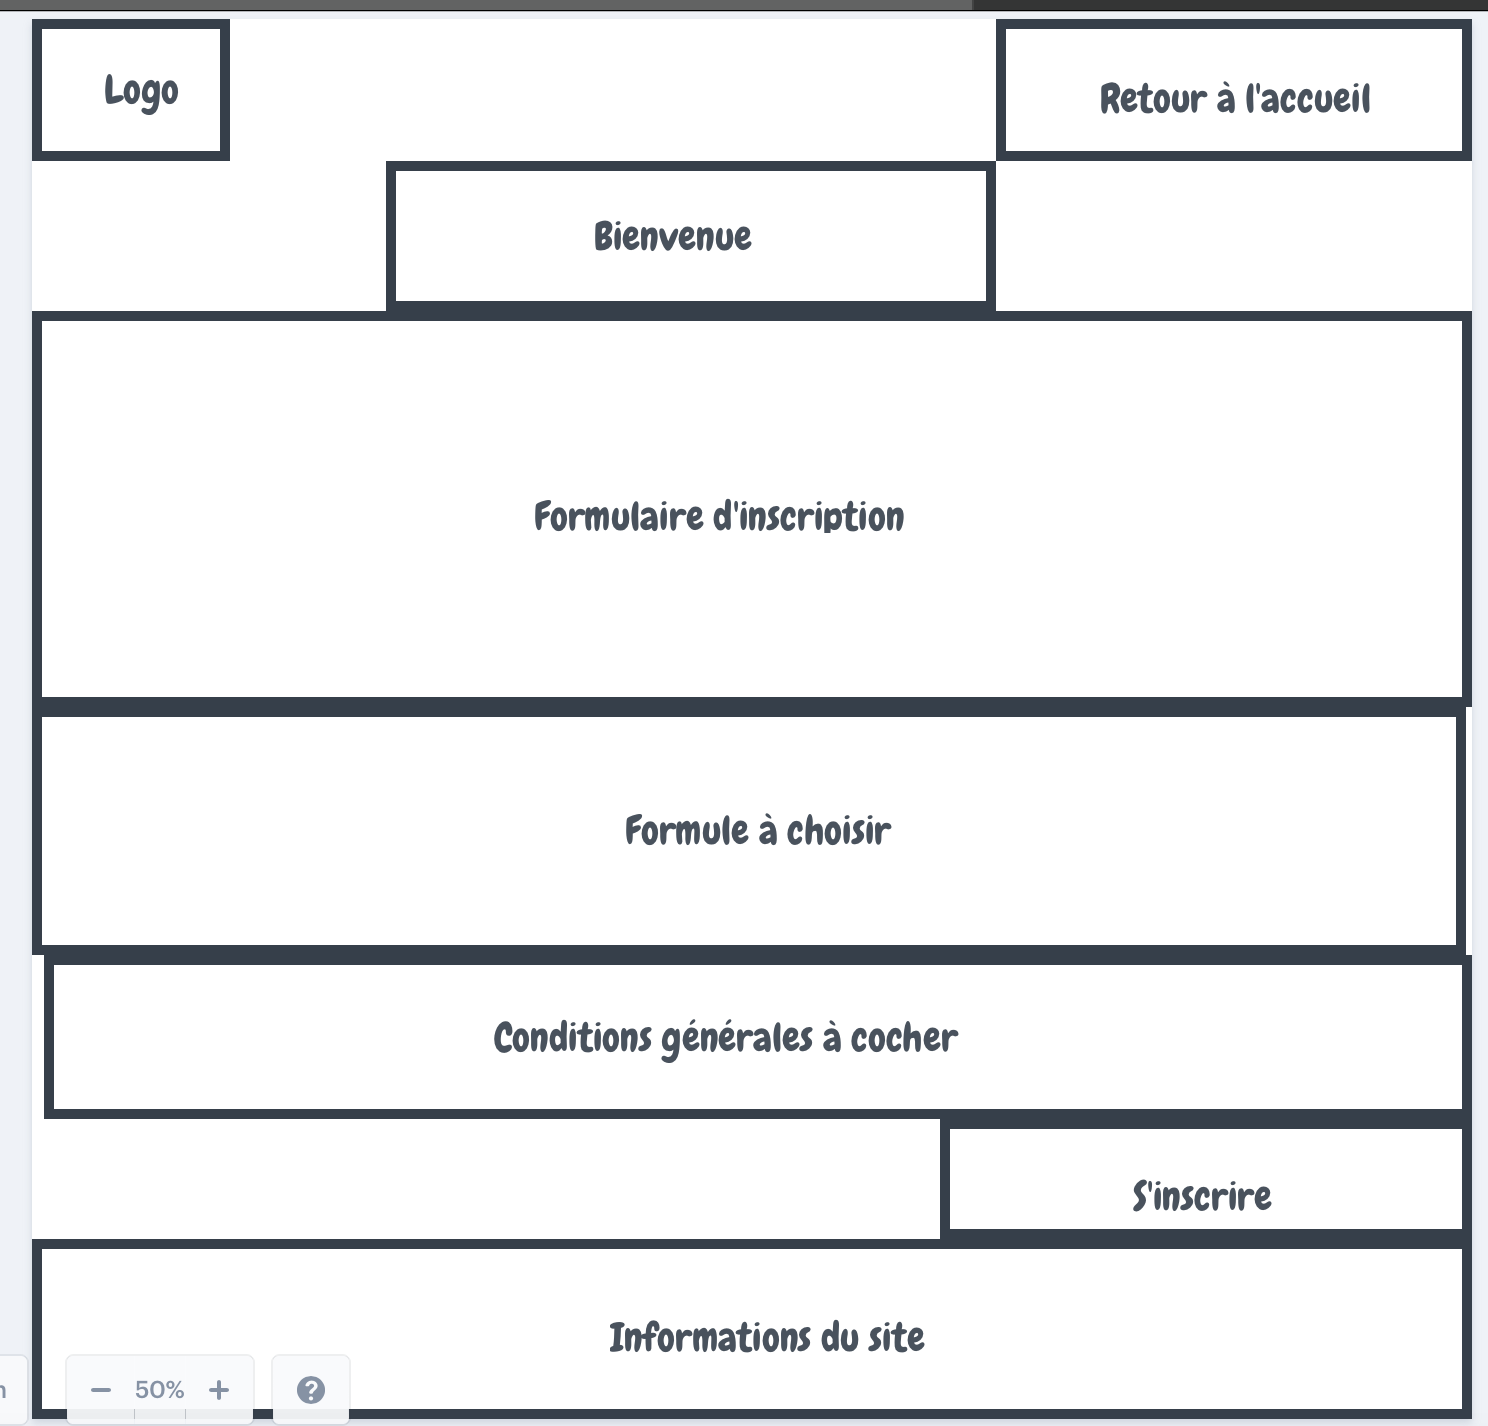 Logo
Retour à l'accueil
Bienvenue
Formulaire d'inscription
Formule à choisir
Conditions générales à cocher
S'inscrire
Informations du site
50%